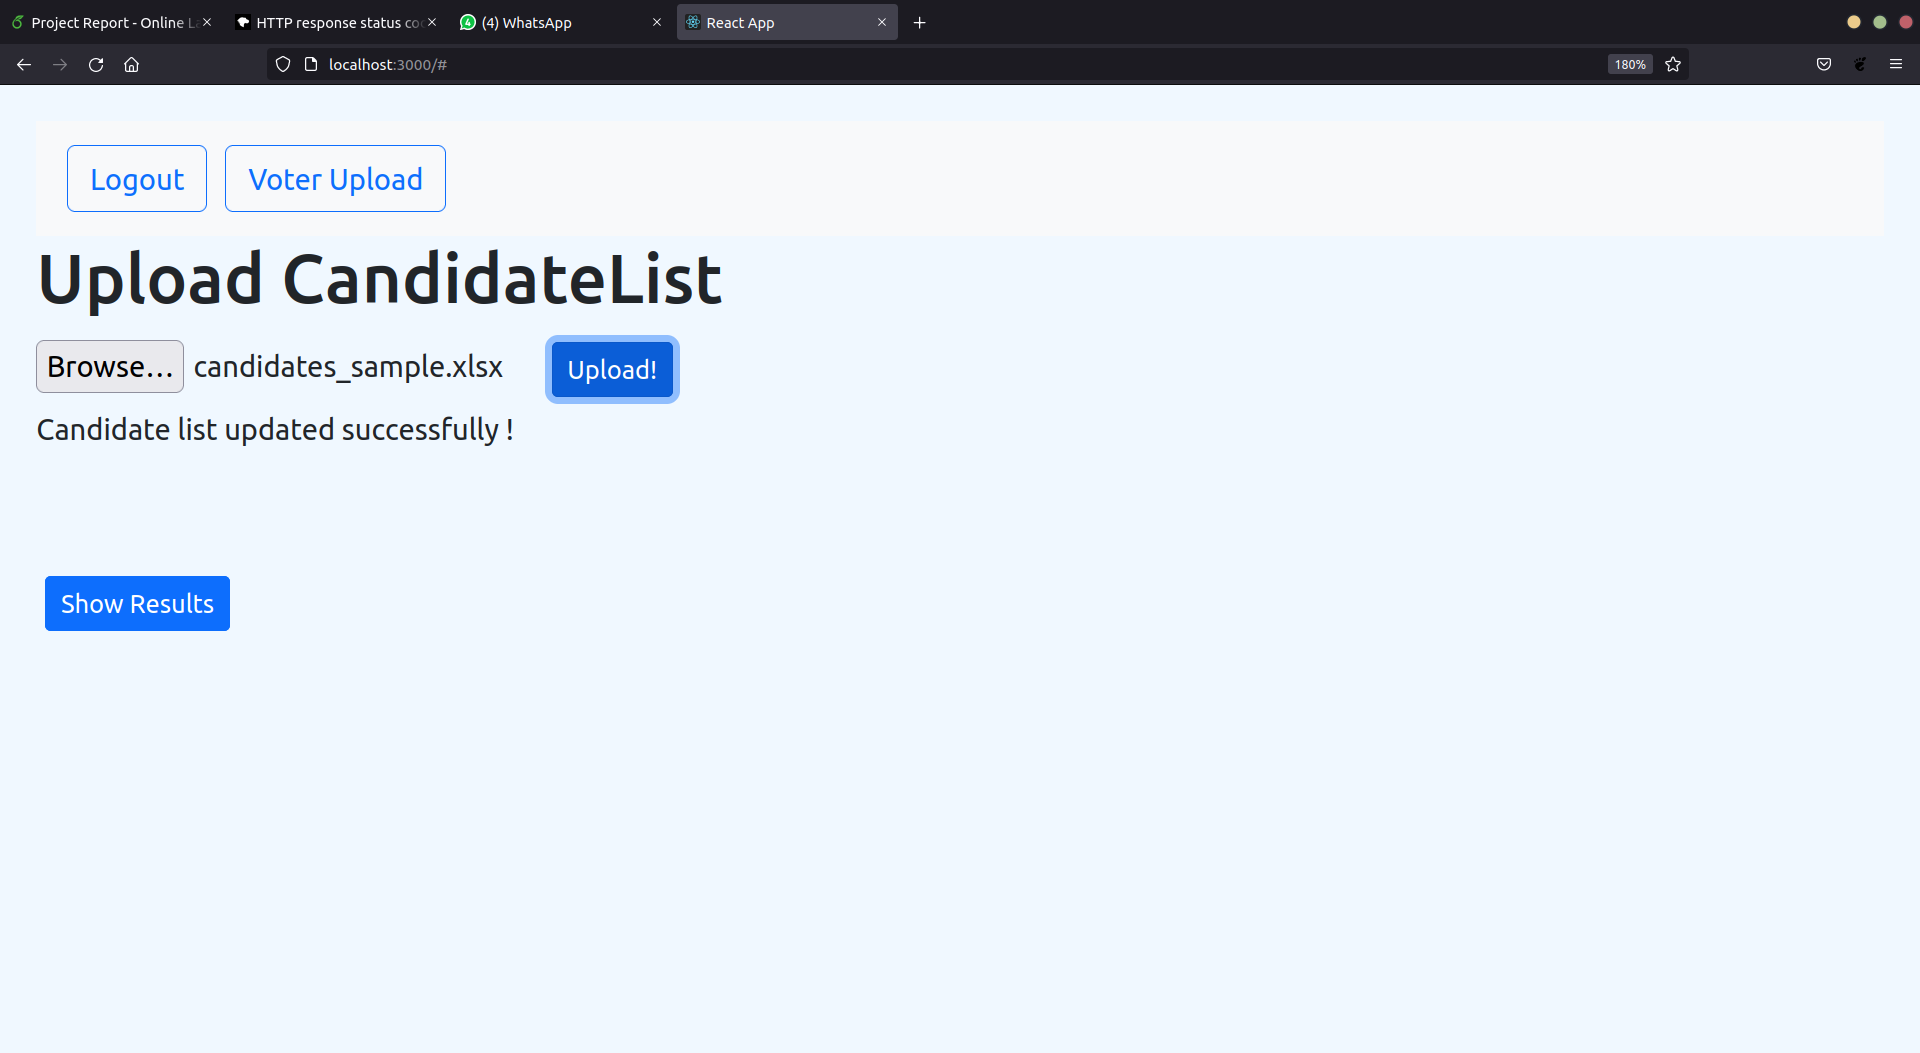 Project Report - Online
HTTP response status
(4) WhatsApp
React App
localhost:3000/#
180%
Logout
Voter Upload
Upload CandidateList
Browse...
candidates_sample.xlsx
Upload!
Candidate list updated successfully !
Show Results